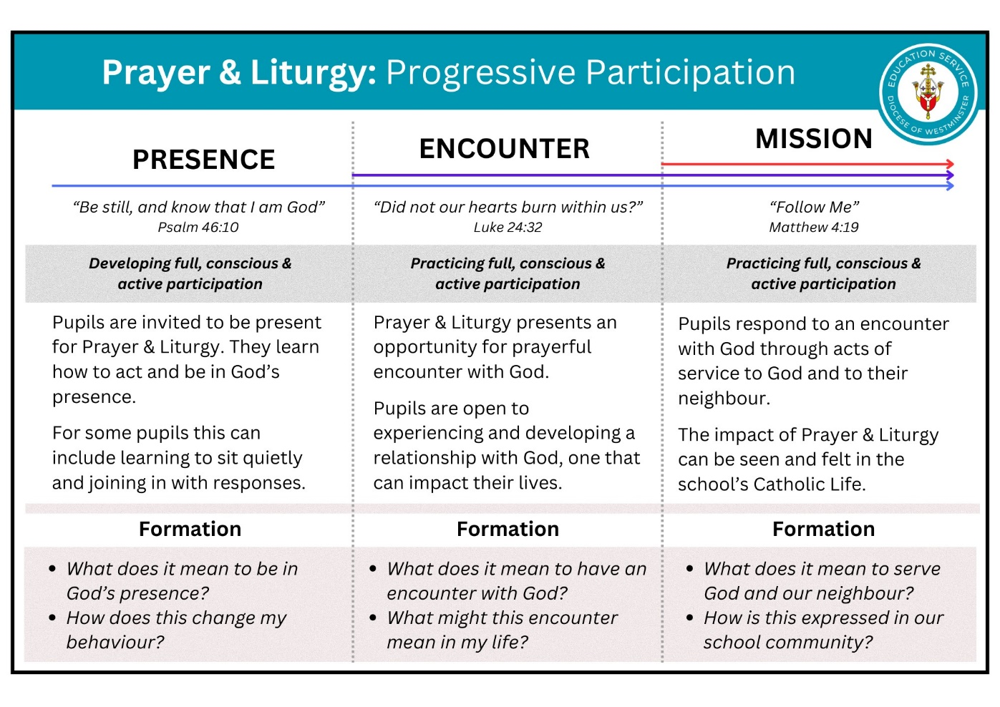 Prayer & Liturgy: Progressive Participation
EDUCATION SERVICE
DIOCESE OF WESTMINSTER
PRESENCE
“Be still, and know that I am God”
Psalm 46:10
Developing full, conscious &
active participation
Pupils are invited to be present
for Prayer & Liturgy. They learn
how to act and be in God’s
presence.
For some pupils this can
include learning to sit quietly
and joining in with responses.
Formation
• What does it mean to be in
God’s presence?
• How does this change my
behaviour?
ENCOUNTER
“Did not our hearts burn within us?”
Luke 24:32
Practicing full, conscious &
active participation
Prayer & Liturgy presents an
opportunity for prayerful
encounter with God.
Pupils are open to
experiencing and developing a
relationship with God, one that
can impact their lives.
Formation
• What does it mean to have an
encounter with God?
• What might this encounter
mean in my life?
MISSION
“Follow Me”
Matthew 4:19
Practicing full, conscious &
active participation
Pupils respond to an encounter
with God through acts of
service to God and to their
neighbour.
The impact of Prayer & Liturgy
can be seen and felt in the
school’s Catholic Life.
Formation
• What does it mean to serve
God and our neighbour?
• How is this expressed in our
school community?